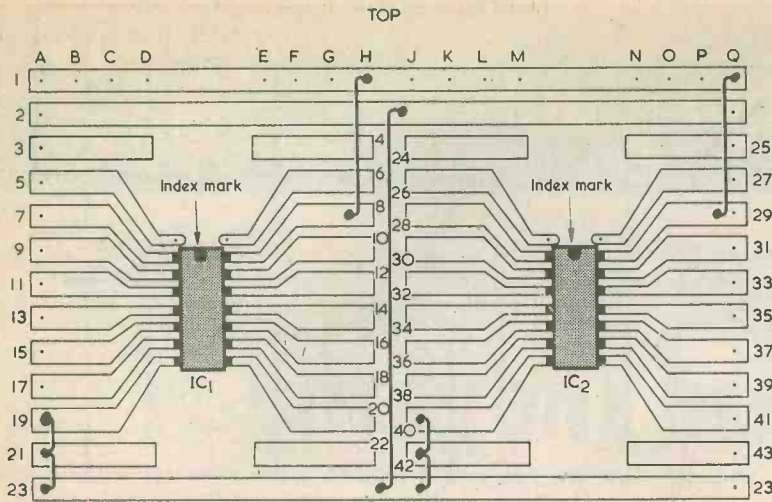 TOP
A B C D E F G H J K L M N O P Q
1
2
3 4 24 25
5 6 26 27
Index mark Index mark
7 8 28 29
9 10 30 31
11 12 32 33
13 14 34 35
15 16 36 37
IC1 IC2
17 18 38 39
19 20 40 41
21 22 42 43
23 23